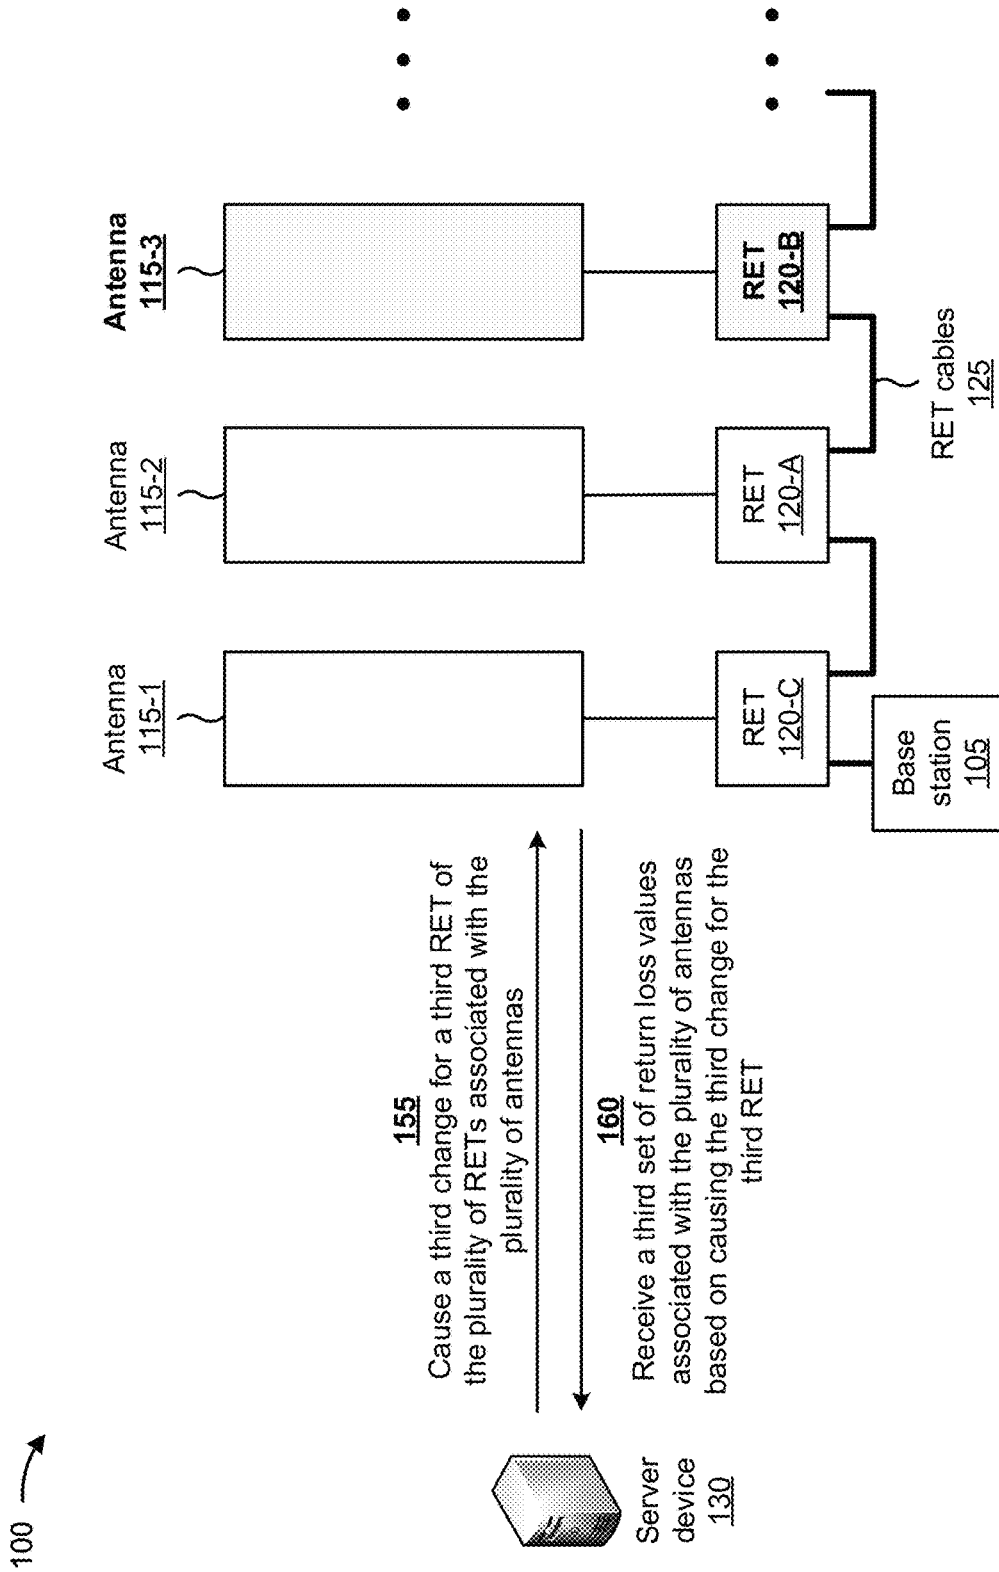 100
Antenna
115-1
Antenna
115-2
Antenna
115-3
155
Cause a third change for a third RET of
the plurality of RETs associated with the
plurality of antennas
160
Receive a third set of return loss values
associated with the plurality of antennas
based on causing the third change for the
third RET
Server
device
130
RET
120-C
RET
120-A
RET
120-B
Base
station
105
RET cables
125